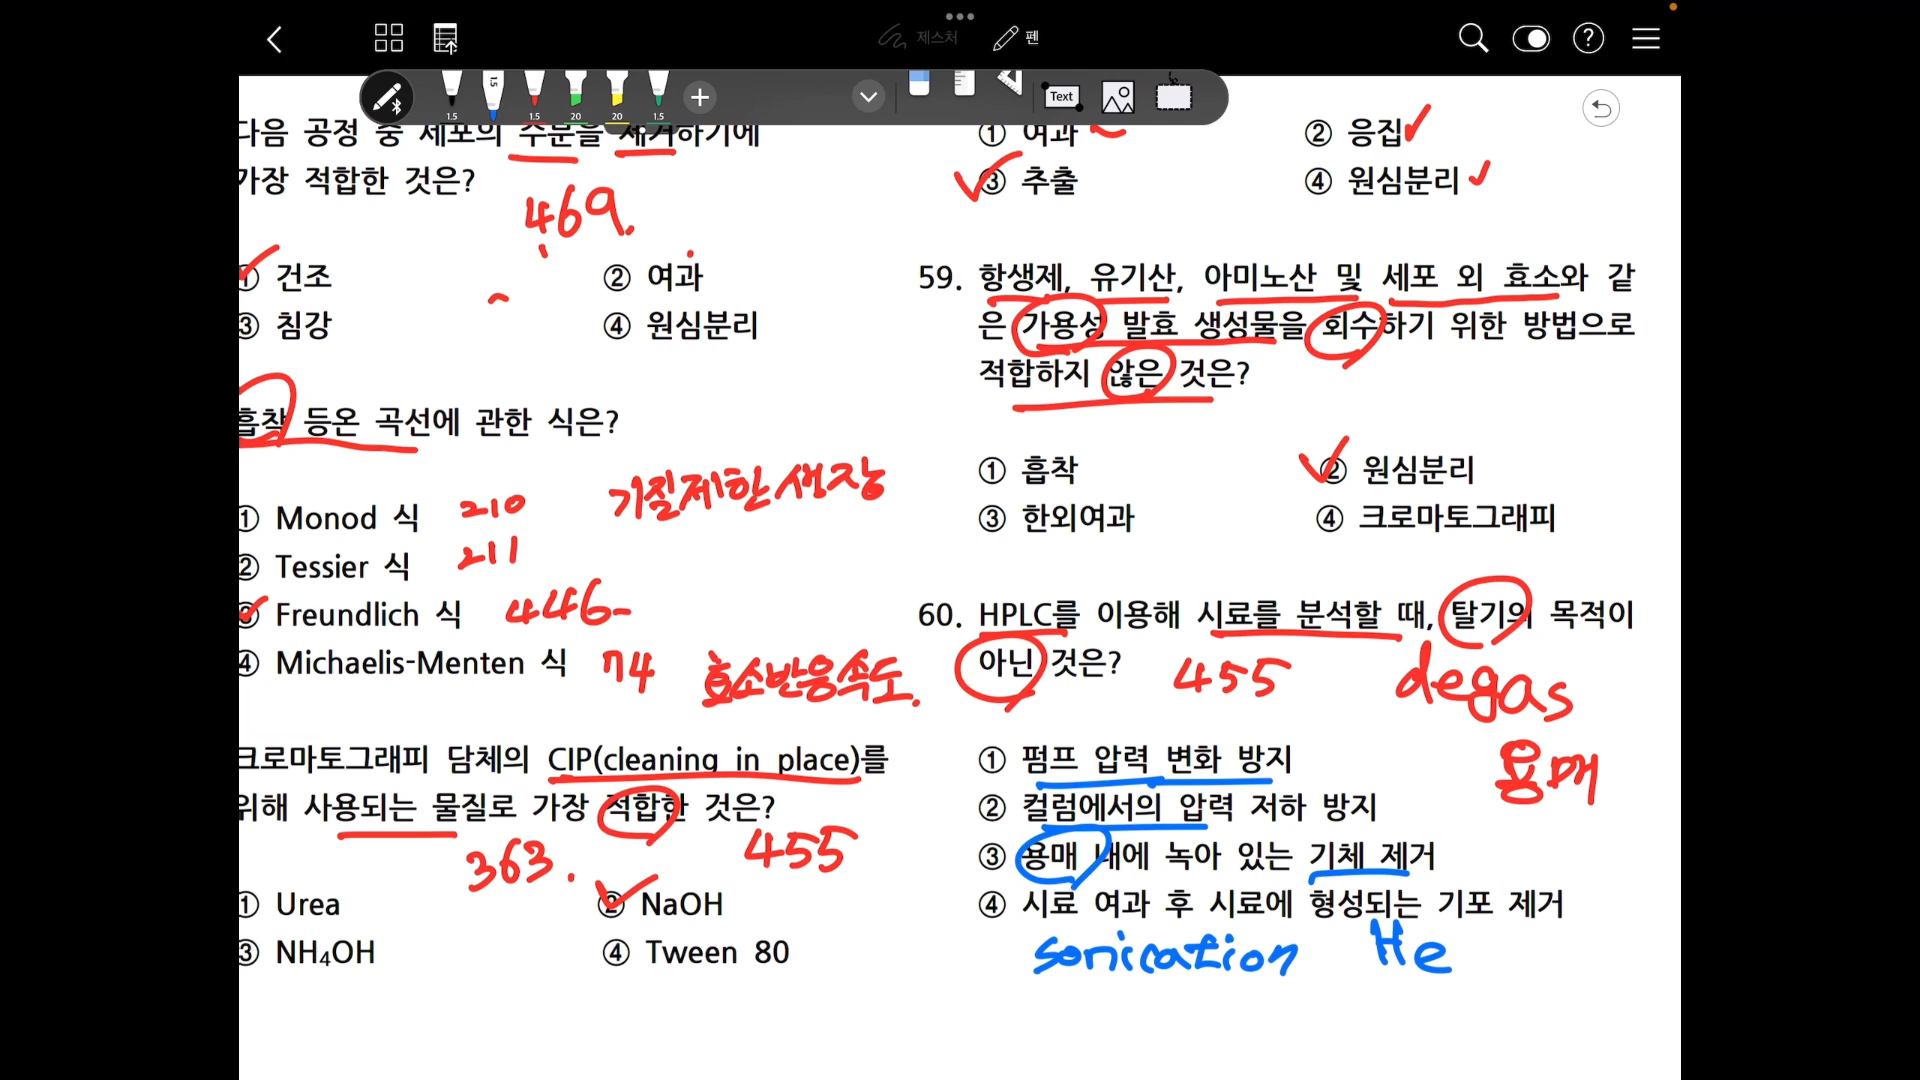 제스처
펜
1.5
1.5
1.5
20
20
1.5
Text
다음 공정 중 세포의 수분을 제거하기에
가장 적합한 것은?
469.
① 건조
② 여과
③ 침강
④ 원심분리
흡착 등온 곡선에 관한 식은?
① Monod 식 210 기질제한 생장
② Tessier 식 211
③ Freundlich 식 446
④ Michaelis-Menten 식 74 효소반응속도.
크로마토그래피 담체의 CIP(cleaning in place)를
위해 사용되는 물질로 가장 적합한 것은?
363. 455
① Urea
② NaOH
③ NH₄OH
④ Tween 80
① 여과
② 응집
③ 추출
④ 원심분리
59. 항생제, 유기산, 아미노산 및 세포 외 효소와 같
은 가용성 발효 생성물을 회수하기 위한 방법으로
적합하지 않은 것은?
① 흡착
② 원심분리
③ 한외여과
④ 크로마토그래피
60. HPLC를 이용해 시료를 분석할 때, 탈기의 목적이
아닌 것은? 455 degas
용매
① 펌프 압력 변화 방지
② 컬럼에서의 압력 저하 방지
③ 용매 내에 녹아 있는 기체 제거
④ 시료 여과 후 시료에 형성되는 기포 제거
sonication He